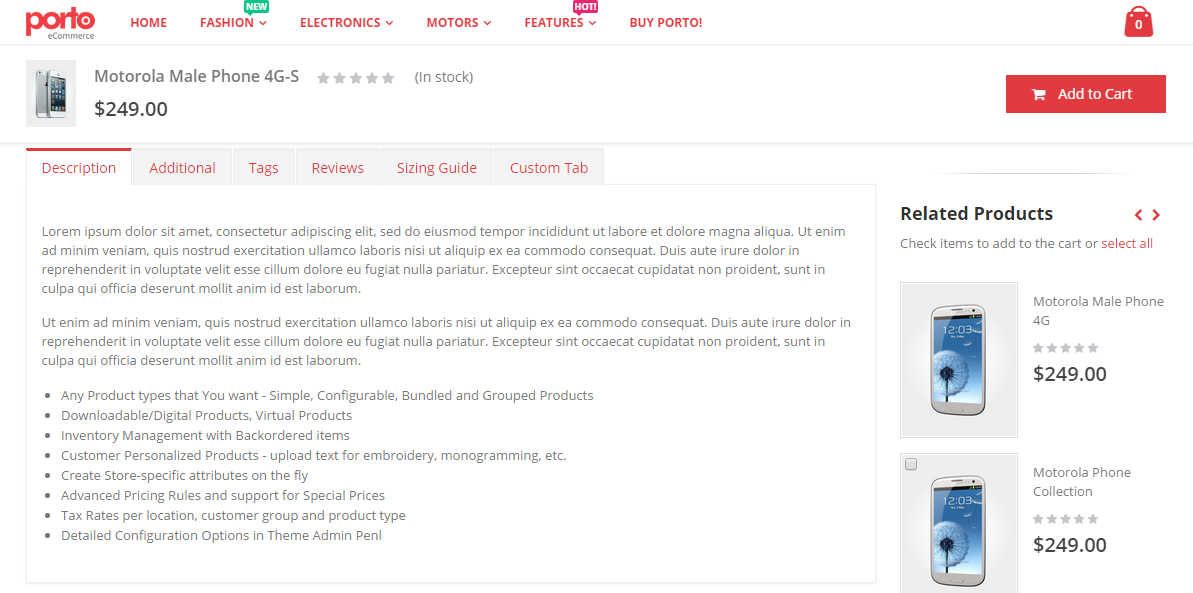 porto
eCommerce
HOME
FASHION
NEW
ELECTRONICS
MOTORS
FEATURES
HOT!
BUY PORTO!
0
Motorola Male Phone 4G-S
(In stock)
$249.00
Add to Cart
Description
Additional
Tags
Reviews
Sizing Guide
Custom Tab
Lorem ipsum dolor sit amet, consectetur adipiscing elit, sed do eiusmod tempor incididunt ut labore et dolore magna aliqua. Ut enim
ad minim veniam, quis nostrud exercitation ullamco laboris nisi ut aliquip ex ea commodo consequat. Duis aute irure dolor in
reprehenderit in voluptate velit esse cillum dolore eu fugiat nulla pariatur. Excepteur sint occaecat cupidatat non proident, sunt in
culpa qui officia deserunt mollit anim id est laborum.
Ut enim ad minim veniam, quis nostrud exercitation ullamco laboris nisi ut aliquip ex ea commodo consequat. Duis aute irure dolor in
reprehenderit in voluptate velit esse cillum dolore eu fugiat nulla pariatur. Excepteur sint occaecat cupidatat non proident, sunt in
culpa qui officia deserunt mollit anim id est laborum.
Any Product types that You want - Simple, Configurable, Bundled and Grouped Products
Downloadable/Digital Products, Virtual Products
Inventory Management with Backordered items
Customer Personalized Products - upload text for embroidery, monogramming, etc.
Create Store-specific attributes on the fly
Advanced Pricing Rules and support for Special Prices
Tax Rates per location, customer group and product type
Detailed Configuration Options in Theme Admin Penl
Related Products
Check items to add to the cart or select all
12:03
Motorola Male Phone
4G
$249.00
12:03
Motorola Phone
Collection
$249.00